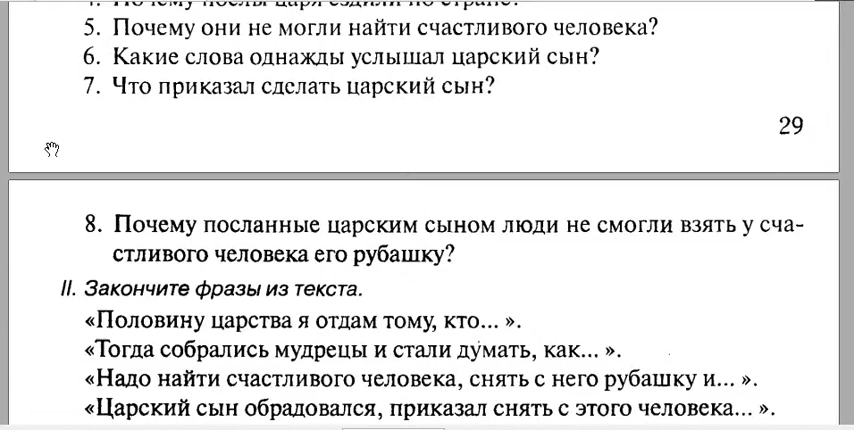 5. Почему они не могли найти счастливого человека?
6. Какие слова однажды услышал царский сын?
7. Что приказал сделать царский сын?
29
8. Почему посланные царским сыном люди не смогли взять у сча-
стливого человека его рубашку?
II. Закончите фразы из текста.
«Половину царства я отдам тому, кто... ».
«Тогда собрались мудрецы и стали думать, как... ».
«Надо найти счастливого человека, снять с него рубашку и... ».
«Царский сын обрадовался, приказал снять с этого человека... ».